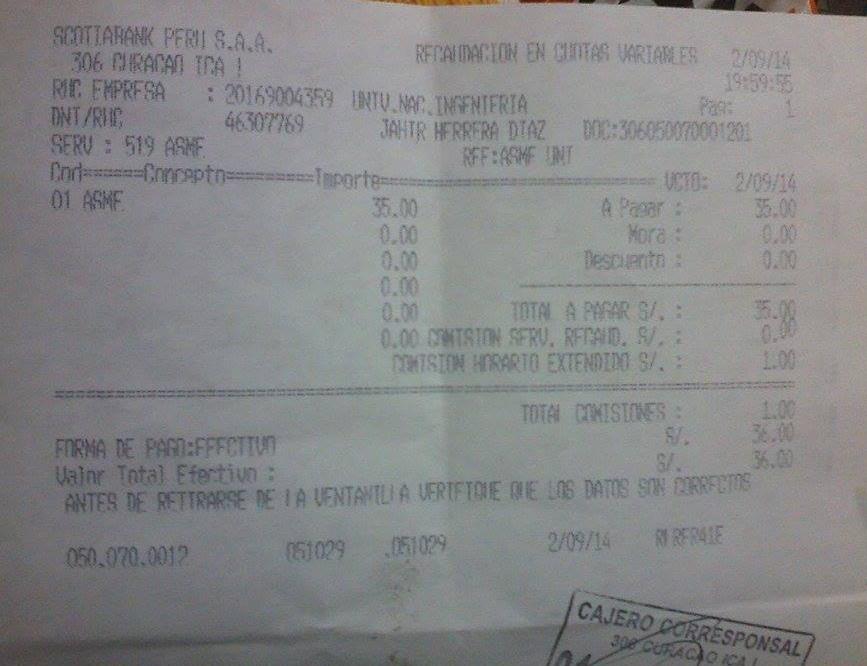 SCOTIABANK PERU S.A.A.
306 CURACAO ICA 1
RECAUDACION EN CUOTAS VARIABLES 2/09/14
19:59:55
RUC EMPRESA : 20169004359 UNIV.NAC.INGENIERIA Pag: 1
DNI/RUC 46307769 JAHIR HERRERA DIAZ DOC:306050070001201
SERV : 519 ASME REF:ASME UNI
Cod======Concepto=========Importe================================ VCTO: 2/09/14
01 ASME 35.00 A Pagar : 35.00
0.00 Mora : 0.00
0.00 Descuento : 0.00
0.00
0.00 TOTAL A PAGAR S/. : 35.00
0.00 COMISION SERV. RECAUD. S/. : 0.00
COMISION HORARIO EXTENDIDO S/. : 1.00
TOTAL COMISIONES : 1.00
FORMA DE PAGO:EFECTIVO S/. 36.00
Valor Total Efectivo : S/. 36.00
ANTES DE RETIRARSE DE LA VENTANILLA VERIFIQUE QUE LOS DATOS SON CORRECTOS
050.070.0012 051029 .051029 2/09/14
CAJERO CORRESPONSAL
306 CURACAO ICA